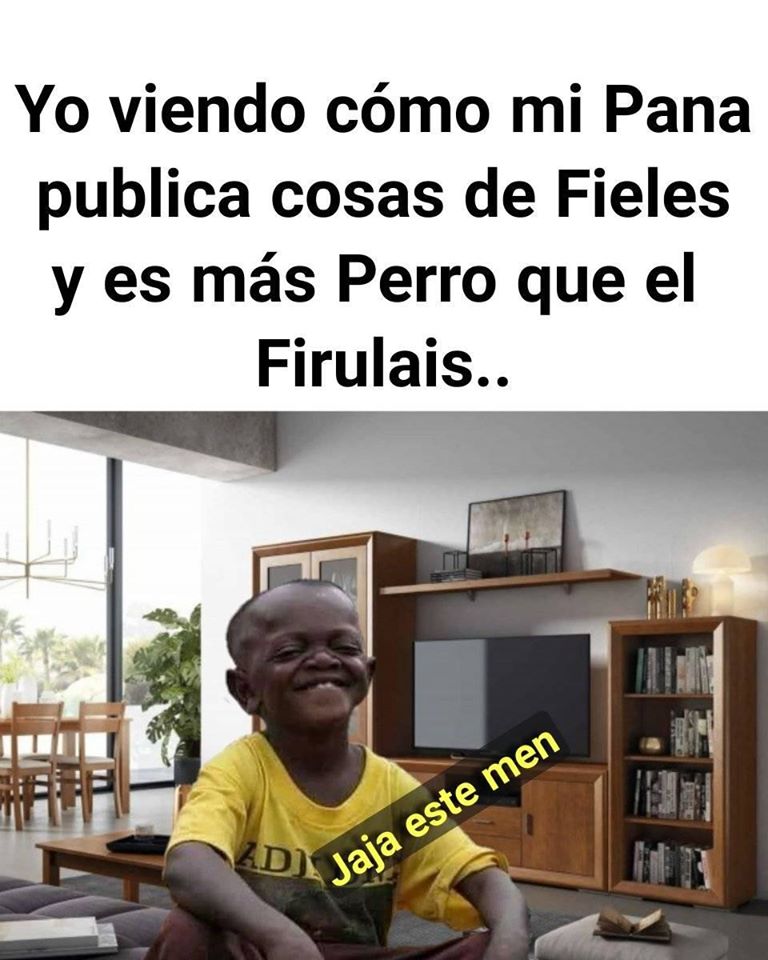 Yo viendo cómo mi Pana
publica cosas de Fieles
y es más Perro que el
Firulais..
Jaja este men